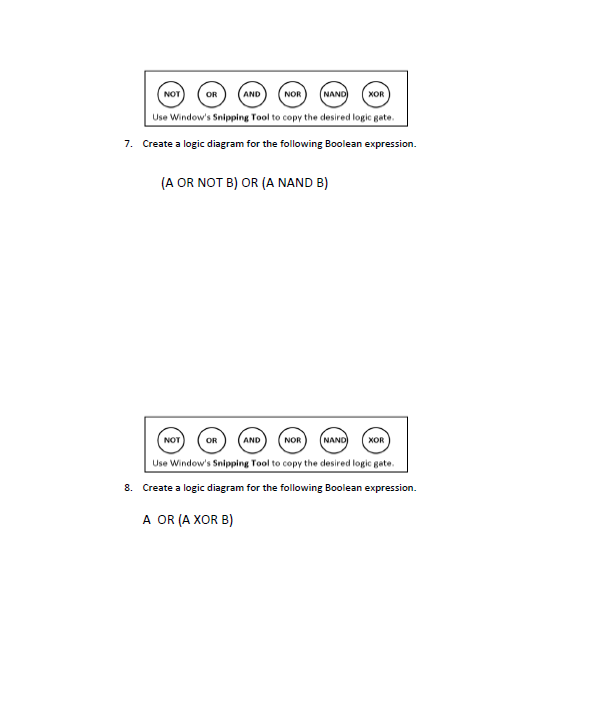 NOT OR AND NOR NAND XOR
Use Window's Snipping Tool to copy the desired logic gate.
7. Create a logic diagram for the following Boolean expression.
(A OR NOT B) OR (A NAND B)
NOT OR AND NOR NAND XOR
Use Window's Snipping Tool to copy the desired logic gate.
8. Create a logic diagram for the following Boolean expression.
A OR (A XOR B)